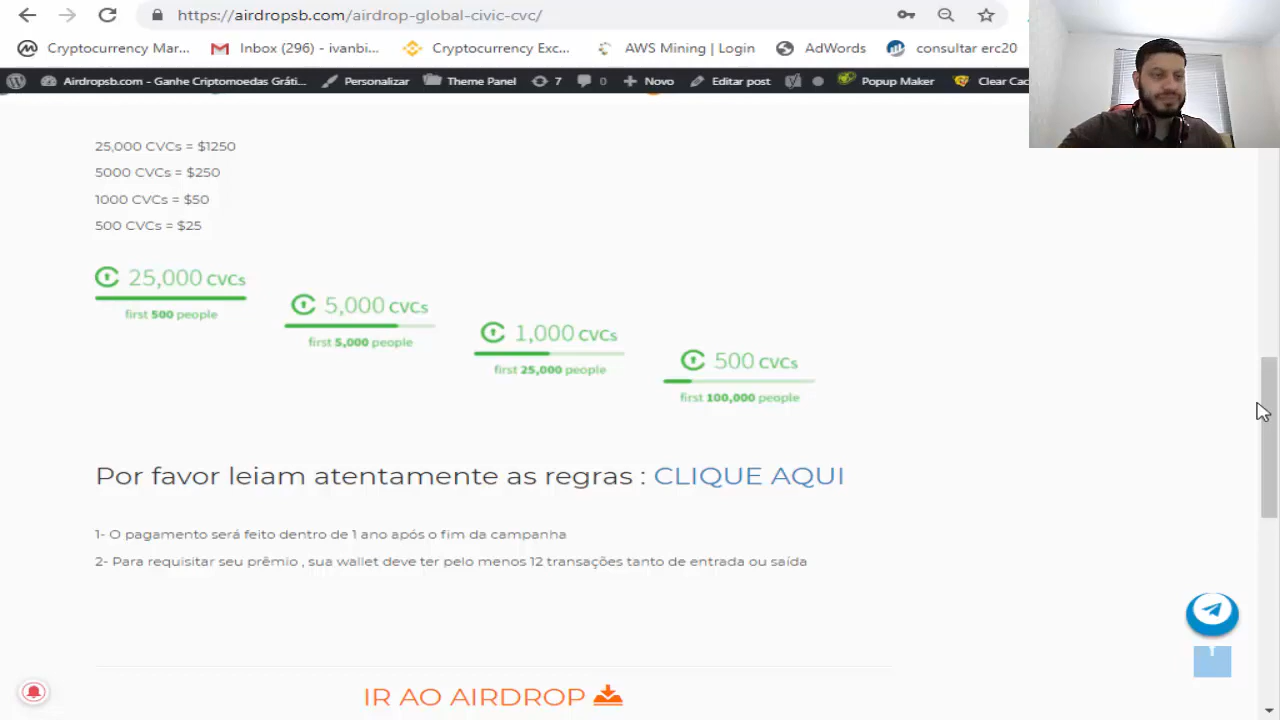 https://airdropsb.com/airdrop-global-civic-cvc/
Cryptocurrency Mar... Inbox (296) - ivanbi... Cryptocurrency Exc... AWS Mining | Login AdWords consultar erc20
Airdropsb.com - Ganhe Criptomoedas Gráti... Personalizar Theme Panel 7 0 Novo Editar post Popup Maker Clear Cac
25,000 CVCs = $1250
5000 CVCs = $250
1000 CVCs = $50
500 CVCs = $25
25,000 CVCs
first 500 people
5,000 CVCs
first 5,000 people
1,000 CVCs
first 25,000 people
500 CVCs
first 100,000 people
Por favor leiam atentamente as regras : CLIQUE AQUI
1- O pagamento será feito dentro de 1 ano após o fim da campanha
2- Para requisitar seu prêmio , sua wallet deve ter pelo menos 12 transações tanto de entrada ou saída
IR AO AIRDROP